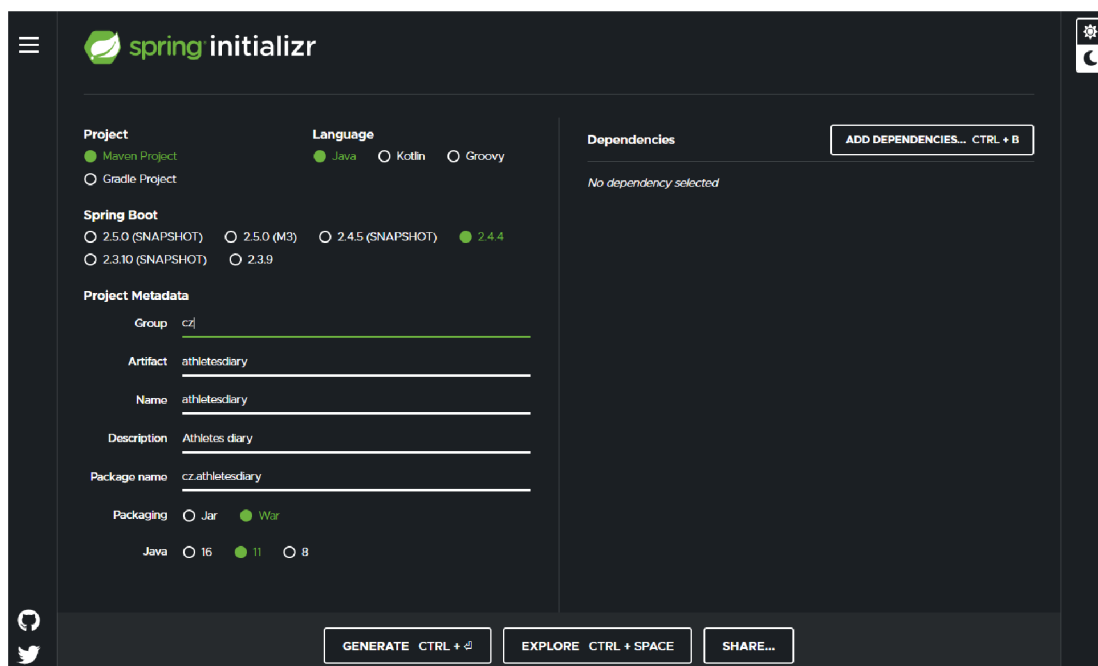 spring initializr
Project
Maven Project
Gradle Project
Language
Java Kotlin Groovy
Spring Boot
2.5.0 (SNAPSHOT) 2.5.0 (M3) 2.4.5 (SNAPSHOT) 2.4.4
2.3.10 (SNAPSHOT) 2.3.9
Project Metadata
Group cz
Artifact athletesdiary
Name athletesdiary
Description Athletes diary
Package name cz.athletesdiary
Packaging Jar War
Java 16 11 8
Dependencies
ADD DEPENDENCIES... CTRL + B
No dependency selected
GENERATE CTRL + ⏎
EXPLORE CTRL + SPACE
SHARE...